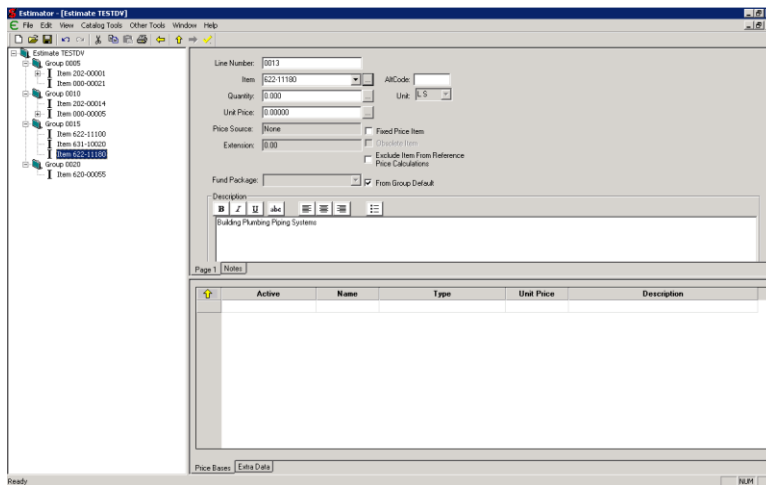 Estimator - [Estimate TESTDV]
File Edit View Catalog Tools Other Tools Window Help
Estimate TESTDV
Group 0005
Item 202-00001
Item 000-00021
Group 0010
Item 202-00014
Item 000-00005
Group 0015
Item 622-11100
Item 631-10020
Item 622-11180
Group 0020
Item 620-00055
Line Number: 0013
Item 622-11180 ... AltCode:
Quantity: 0.000 ... Unit: LS
Unit Price: 0.00000 ...
Price Source: None Fixed Price Item
Extension: 0.00 Obsolete Item
Exclude Item From Reference
Price Calculations
Fund Package: From Group Default
Description
B I U abc
Building Plumbing Piping Systems
Page 1 Notes
Active Name Type Unit Price Description
Price Bases Extra Data
Ready NUM